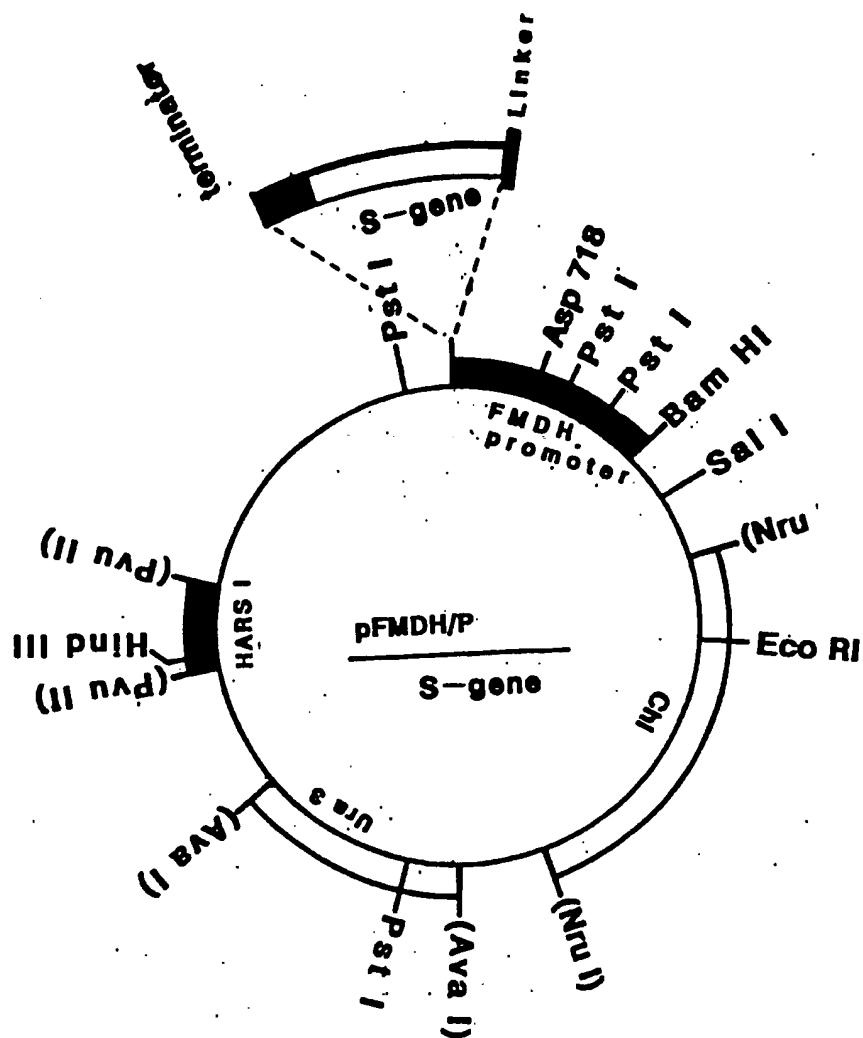 terminator
Linker
S-gene
Pst I
Asp 718
Pst I
Pst I
Bam HI
FMDH
promoter
Sal I
(Nru
Eco RI
Chl
(Nru I)
(Ava I)
Pst I
Ura 3
(Ava I)
(Pvu II)
Hind III
(Pvu II)
HARS I
pFMDH/P
S-gene